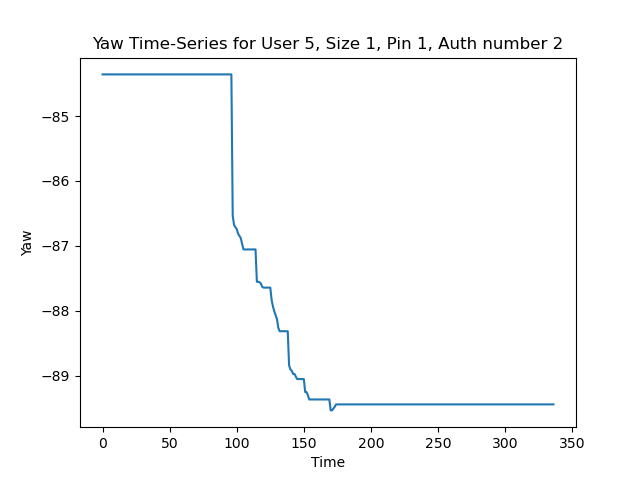 Yaw Time-Series for User 5, Size 1, Pin 1, Auth number 2
−85
−86
−87
−88
−89
Yaw
0 50 100 150 200 250 300 350
Time